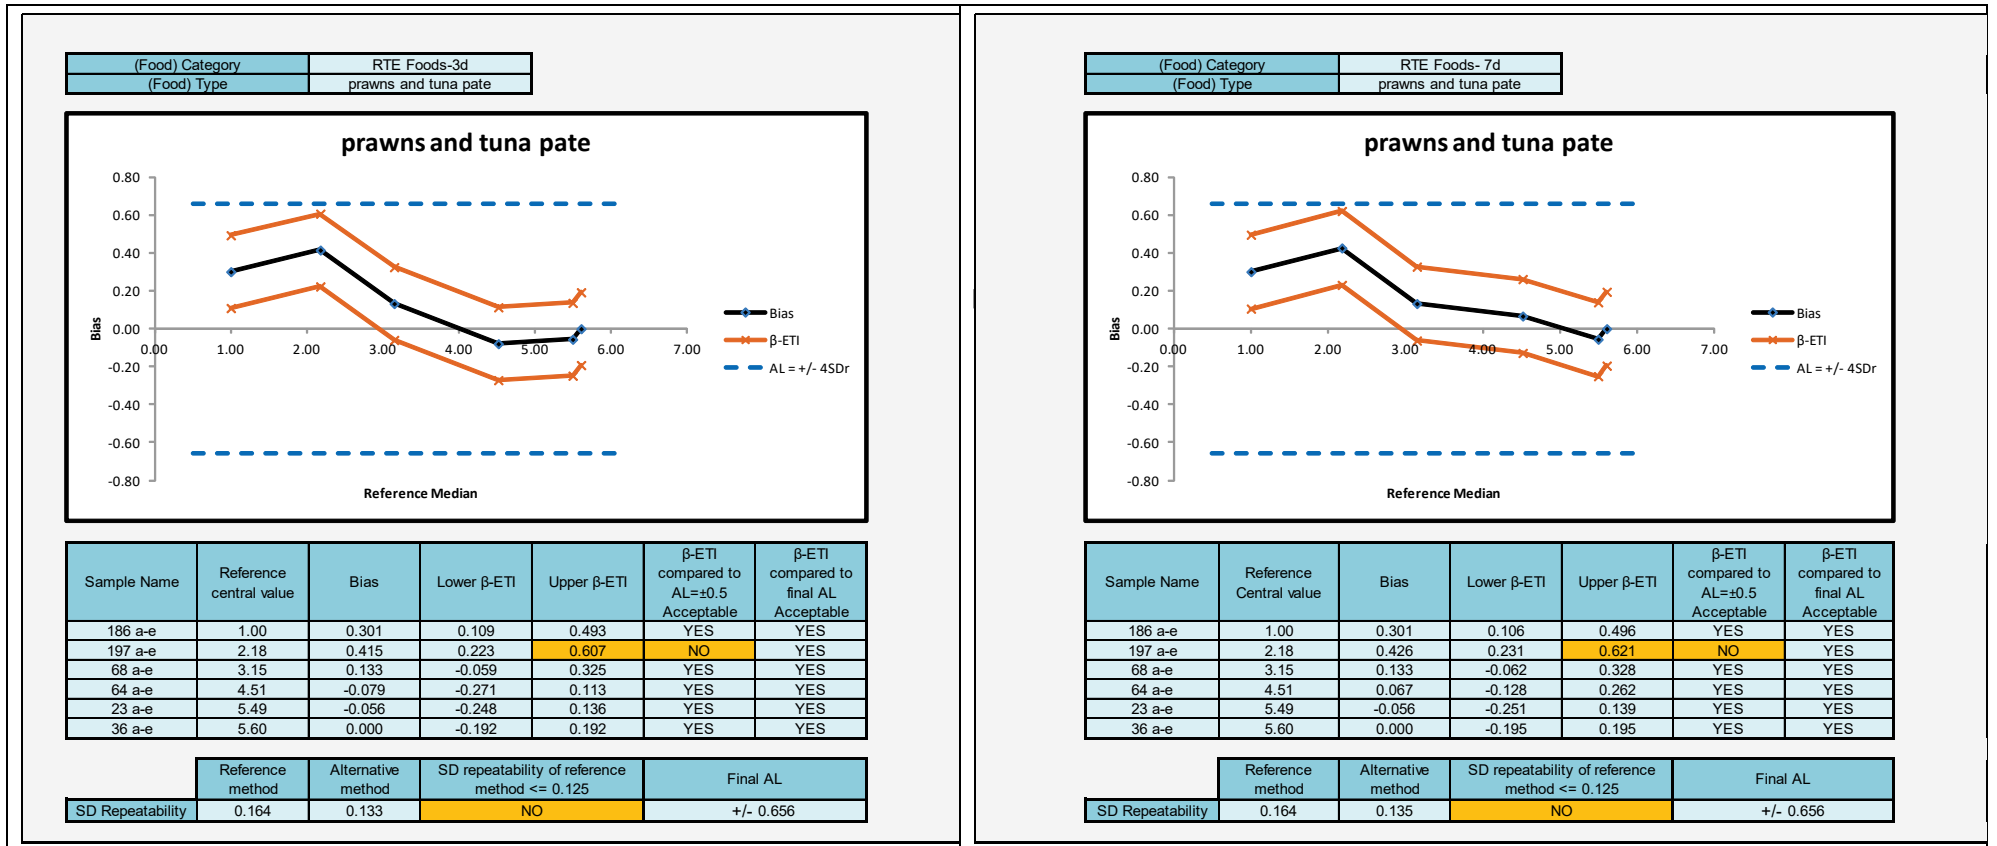 (Food) Category RTE Foods-3d
(Food) Type prawns and tuna pate
prawns and tuna pate
0.80
0.60
0.40
0.20
0.00
-0.20
-0.40
-0.60
-0.80
0.00 1.00 2.00 3.00 4.00 5.00 6.00 7.00
Bias
Reference Median
Bias
β-ETI
AL = +/- 4SDr
Sample Name Reference central value Bias Lower β-ETI Upper β-ETI β-ETI compared to AL=±0.5 Acceptable β-ETI compared to final AL Acceptable
186 a-e 1.00 0.301 0.109 0.493 YES YES
197 a-e 2.18 0.415 0.223 0.607 NO YES
68 a-e 3.15 0.133 -0.059 0.325 YES YES
64 a-e 4.51 -0.079 -0.271 0.113 YES YES
23 a-e 5.49 -0.056 -0.248 0.136 YES YES
36 a-e 5.60 0.000 -0.192 0.192 YES YES
Reference method Alternative method SD repeatability of reference method <= 0.125 Final AL
SD Repeatability 0.164 0.133 NO +/- 0.656
(Food) Category RTE Foods- 7d
(Food) Type prawns and tuna pate
prawns and tuna pate
0.80
0.60
0.40
0.20
0.00
-0.20
-0.40
-0.60
-0.80
0.00 1.00 2.00 3.00 4.00 5.00 6.00 7.00
Bias
Reference Median
Bias
β-ETI
AL = +/- 4SDr
Sample Name Reference Central value Bias Lower β-ETI Upper β-ETI β-ETI compared to AL=±0.5 Acceptable β-ETI compared to final AL Acceptable
186 a-e 1.00 0.301 0.106 0.496 YES YES
197 a-e 2.18 0.426 0.231 0.621 NO YES
68 a-e 3.15 0.133 -0.062 0.328 YES YES
64 a-e 4.51 0.067 -0.128 0.262 YES YES
23 a-e 5.49 -0.056 -0.251 0.139 YES YES
36 a-e 5.60 0.000 -0.195 0.195 YES YES
Reference method Alternative method SD repeatability of reference method <= 0.125 Final AL
SD Repeatability 0.164 0.135 NO +/- 0.656